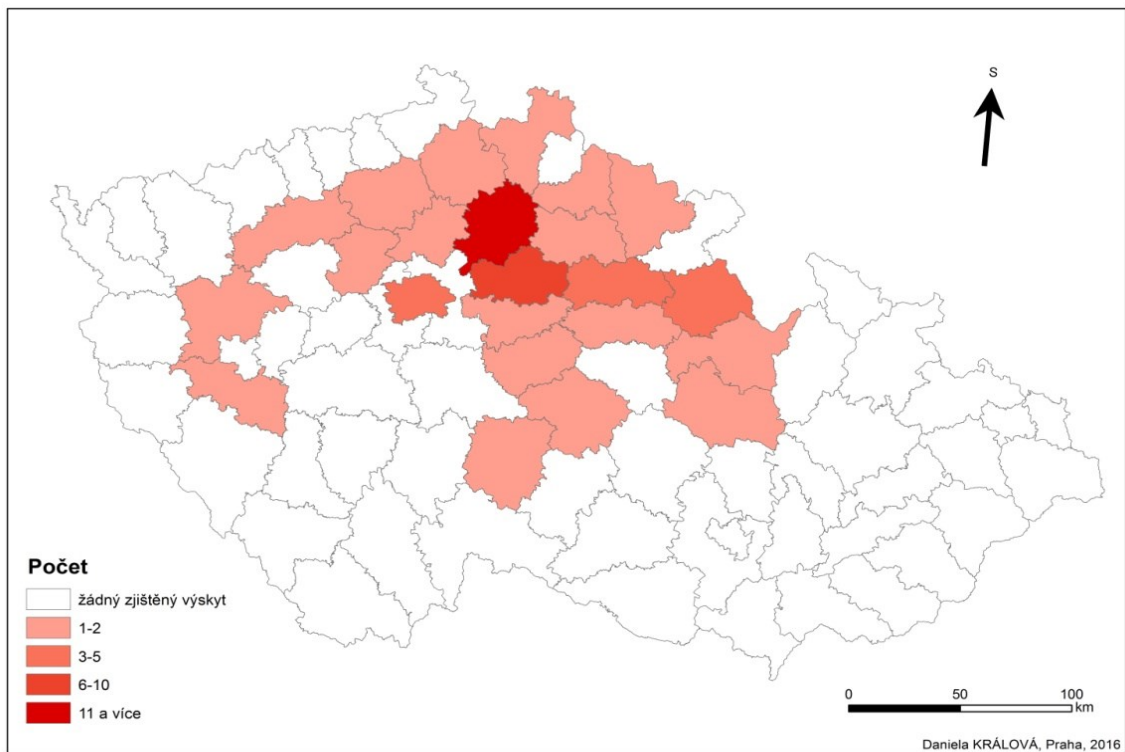 S
Počet
žádný zjištěný výskyt
1-2
3-5
6-10
11 a více
0 50 100
km
Daniela KRÁLOVÁ, Praha, 2016